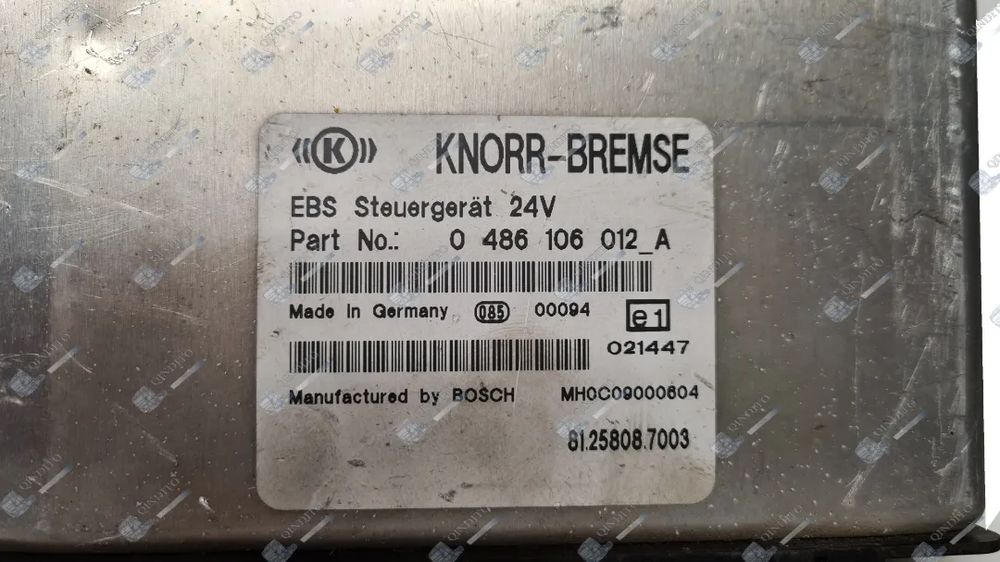 K KNORR-BREMSE
EBS Steuergerät 24V
Part No.: 0 486 106 012_A
Made in Germany 085 00094 e1
021447
Manufactured by BOSCH MH0C09000604
81.25808.7003
QINDITO